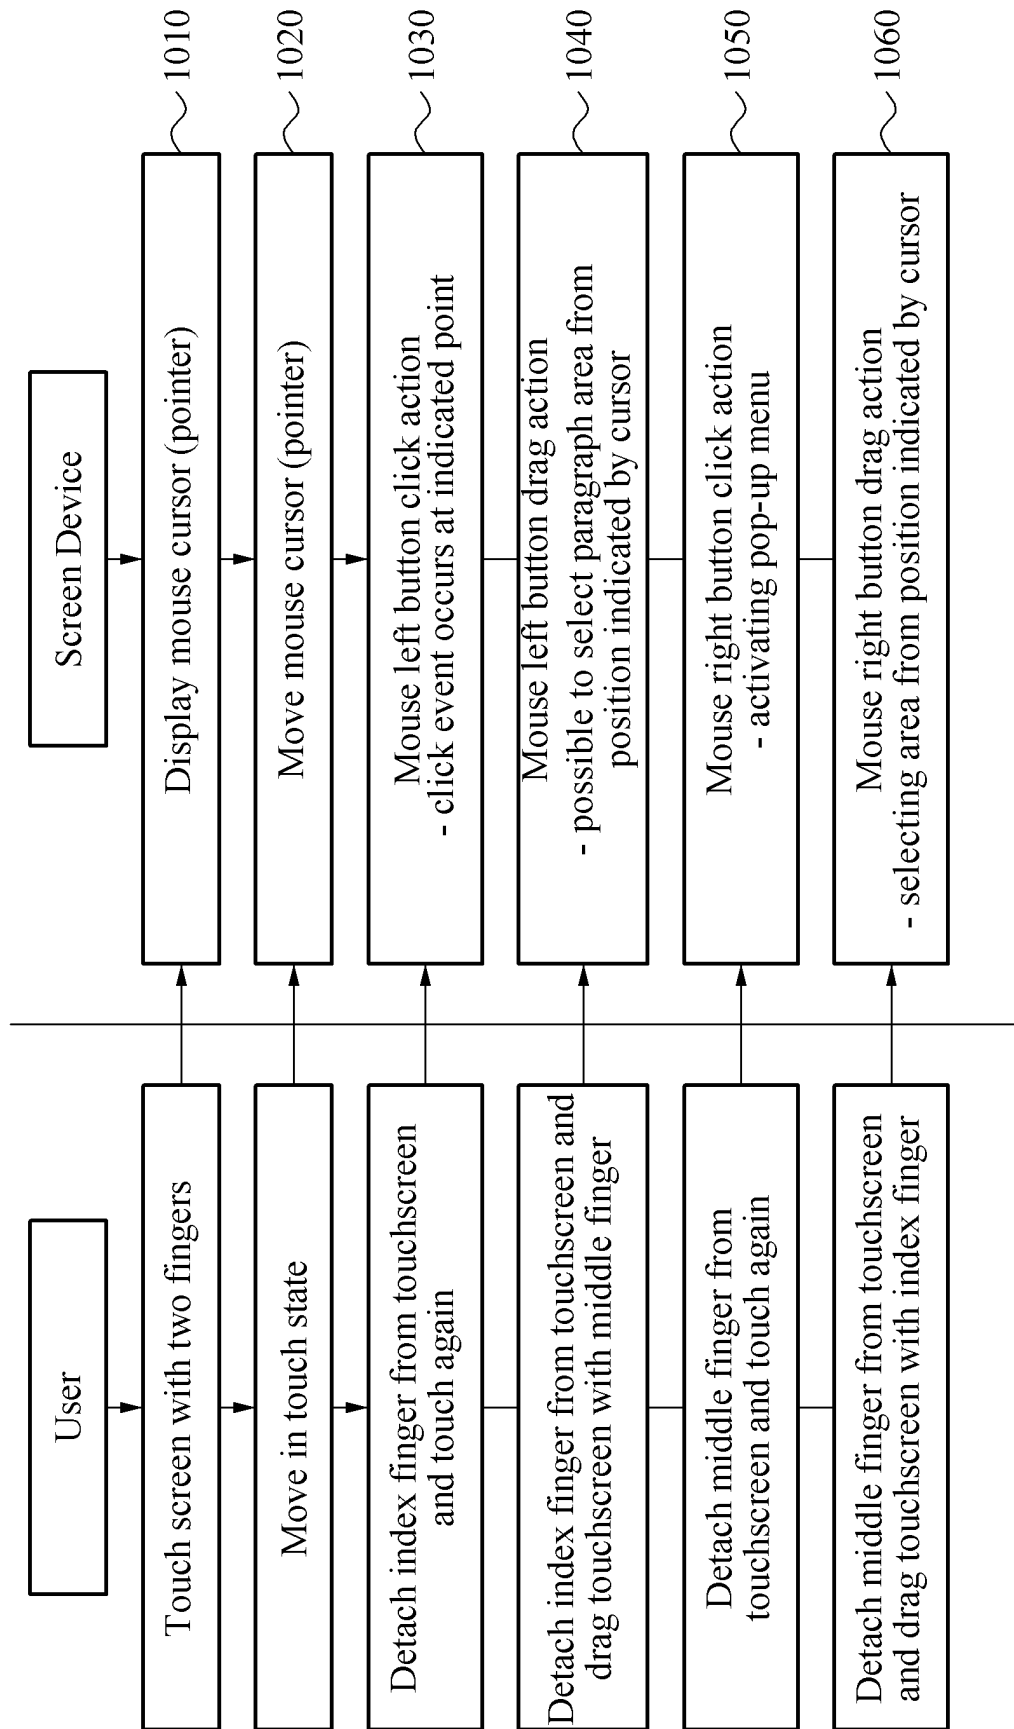 User
Screen Device
Touch screen with two fingers
Display mouse cursor (pointer)
1010
Move in touch state
Move mouse cursor (pointer)
1020
Detach index finger from touchscreen
and touch again
Mouse left button click action
- click event occurs at indicated point
1030
Detach index finger from touchscreen and
drag touchscreen with middle finger
Mouse left button drag action
- possible to select paragraph area from
position indicated by cursor
1040
Detach middle finger from
touchscreen and touch again
Mouse right button click action
- activating pop-up menu
1050
Detach middle finger from touchscreen
and drag touchscreen with index finger
Mouse right button drag action
- selecting area from position indicated by cursor
1060